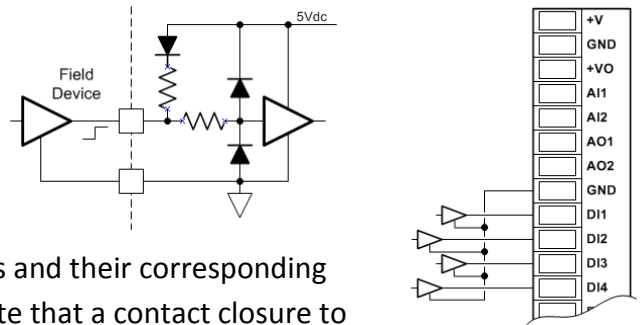 5Vdc
Field
Device
s and their corresponding
te that a contact closure to
+V
GND
+VO
AI1
AI2
AO1
AO2
GND
DI1
DI2
DI3
DI4